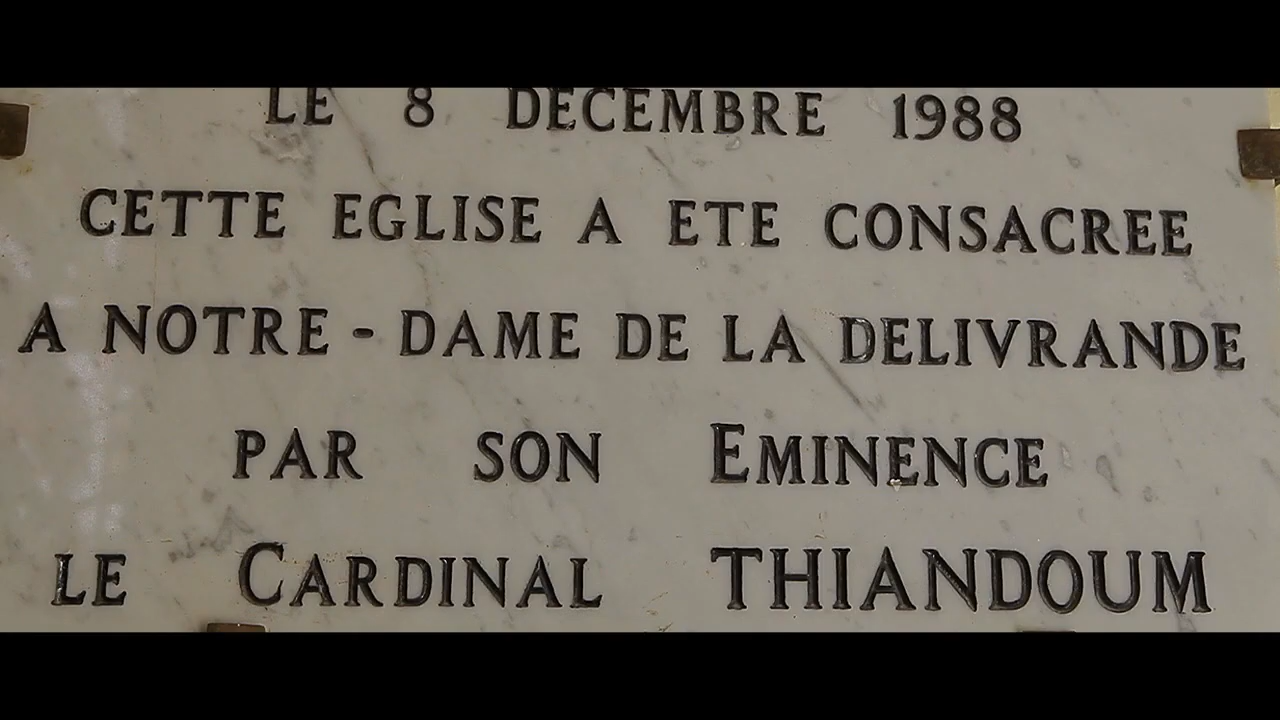 LE 8 DECEMBRE 1988
CETTE EGLISE A ETE CONSACREE
A NOTRE - DAME DE LA DELIVRANDE
PAR SON EMINENCE
LE CARDINAL THIANDOUM